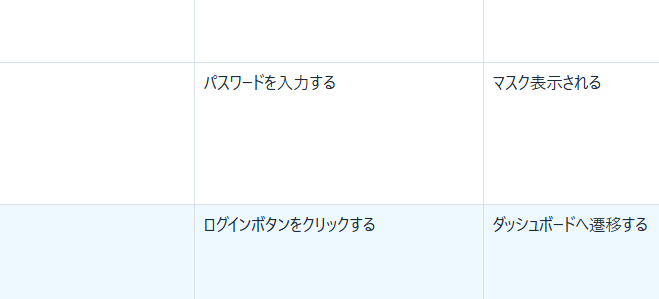 パスワードを入力する
マスク表示される
ログインボタンをクリックする
ダッシュボードへ遷移する